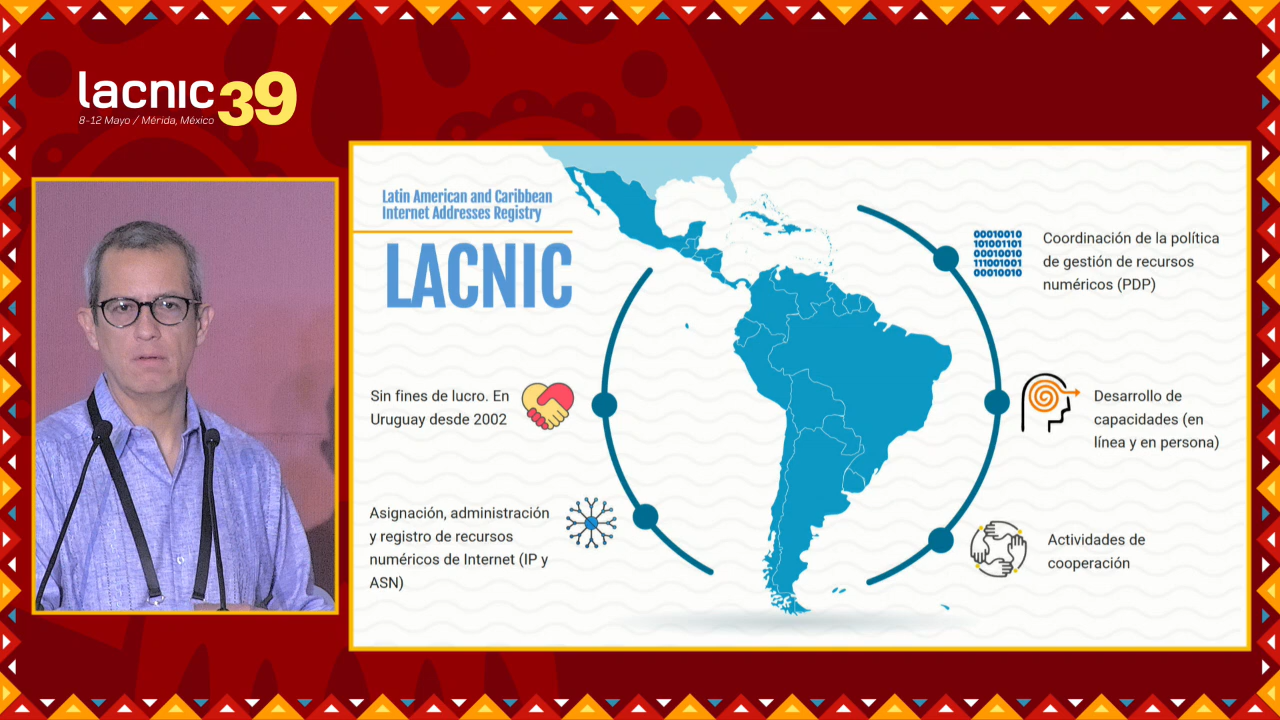 lacnic39
8-12 Mayo / Mérida, México
Latin American and Caribbean
Internet Addresses Registry
LACNIC
Sin fines de lucro. En
Uruguay desde 2002
Asignación, administración
y registro de recursos
numéricos de Internet (IP y
ASN)
00010010
101001101
00010010
111001001
00010010
Coordinación de la política
de gestión de recursos
numéricos (PDP)
Desarrollo de
capacidades (en
línea y en persona)
Actividades de
cooperación